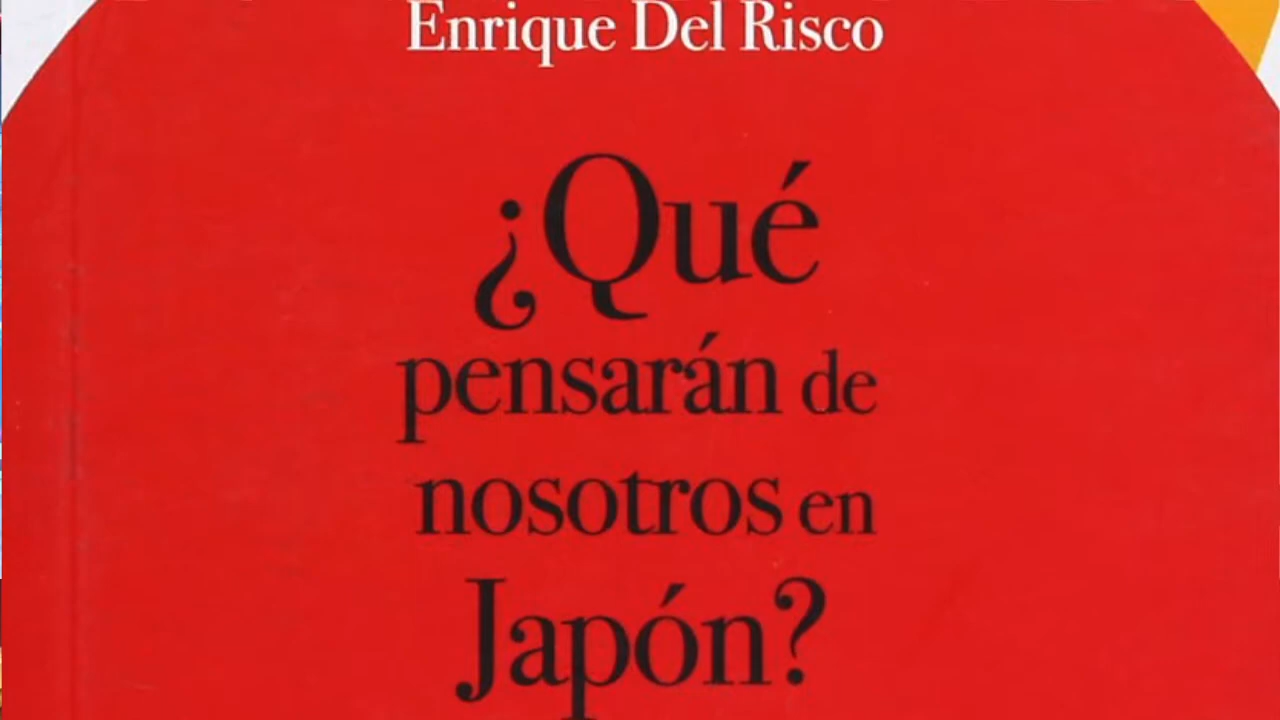 Enrique Del Risco
¿Qué
pensarán de
nosotros en
Japón?